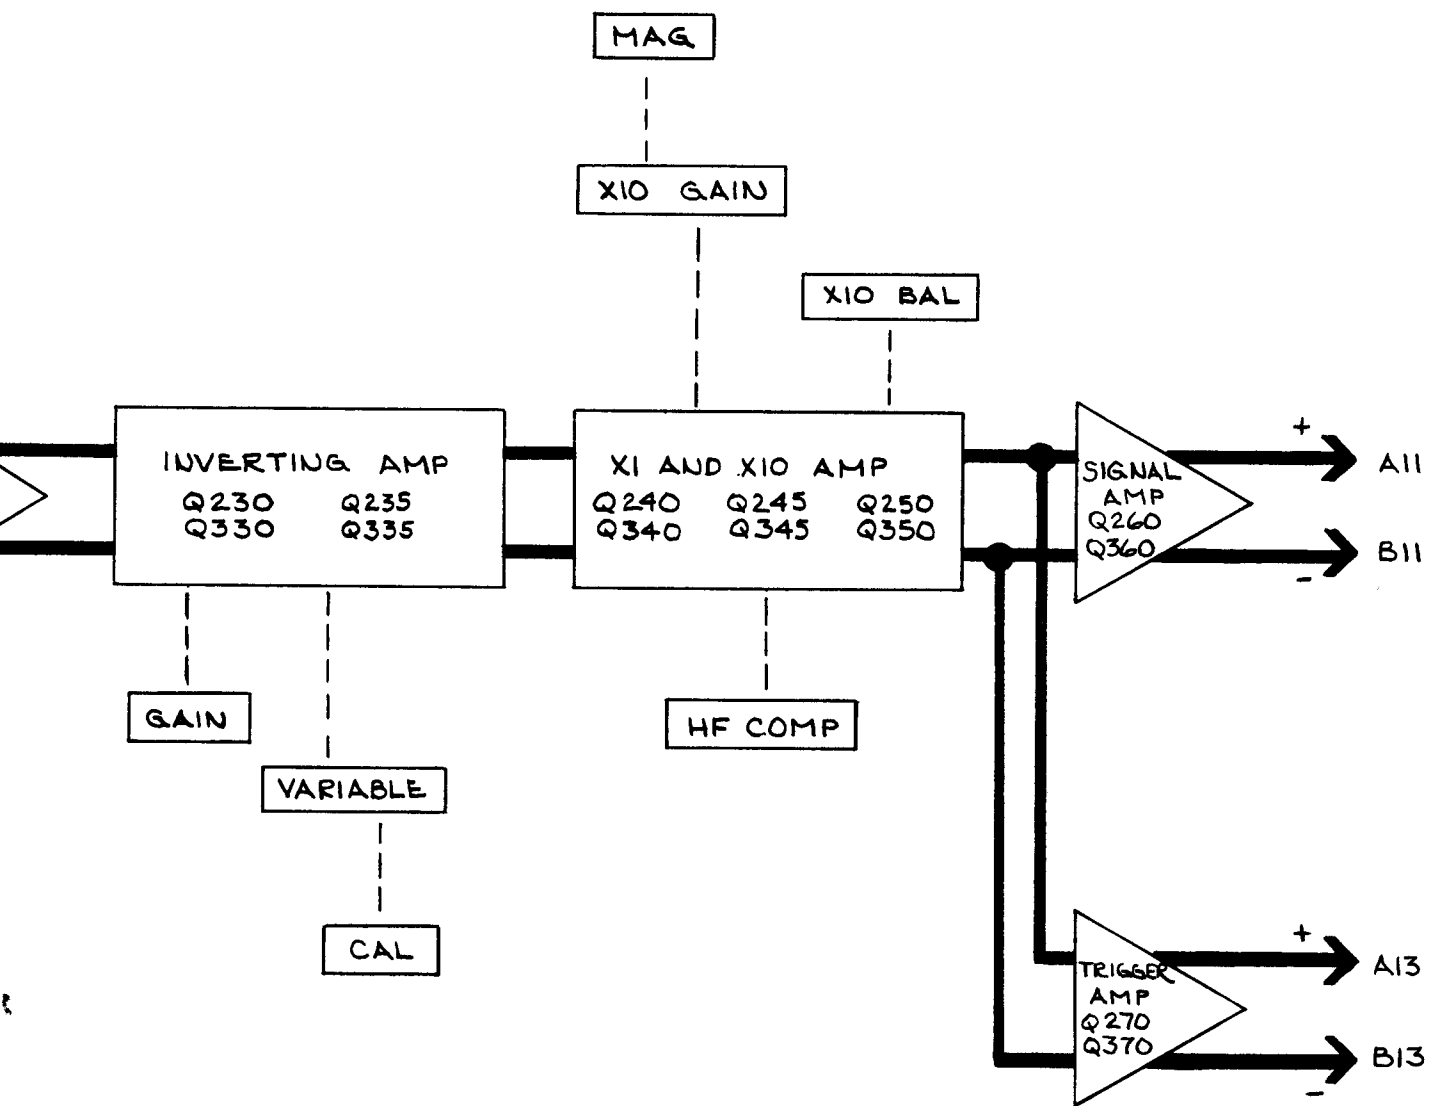 MAG
X10 GAIN
X10 BAL
INVERTING AMP
Q230 Q235
Q330 Q335
X1 AND X10 AMP
Q240 Q245 Q250
Q340 Q345 Q350
SIGNAL
AMP
Q260
Q360
+
A11
B11
-
GAIN
VARIABLE
CAL
HF COMP
TRIGGER
AMP
Q270
Q370
+
A13
B13
-